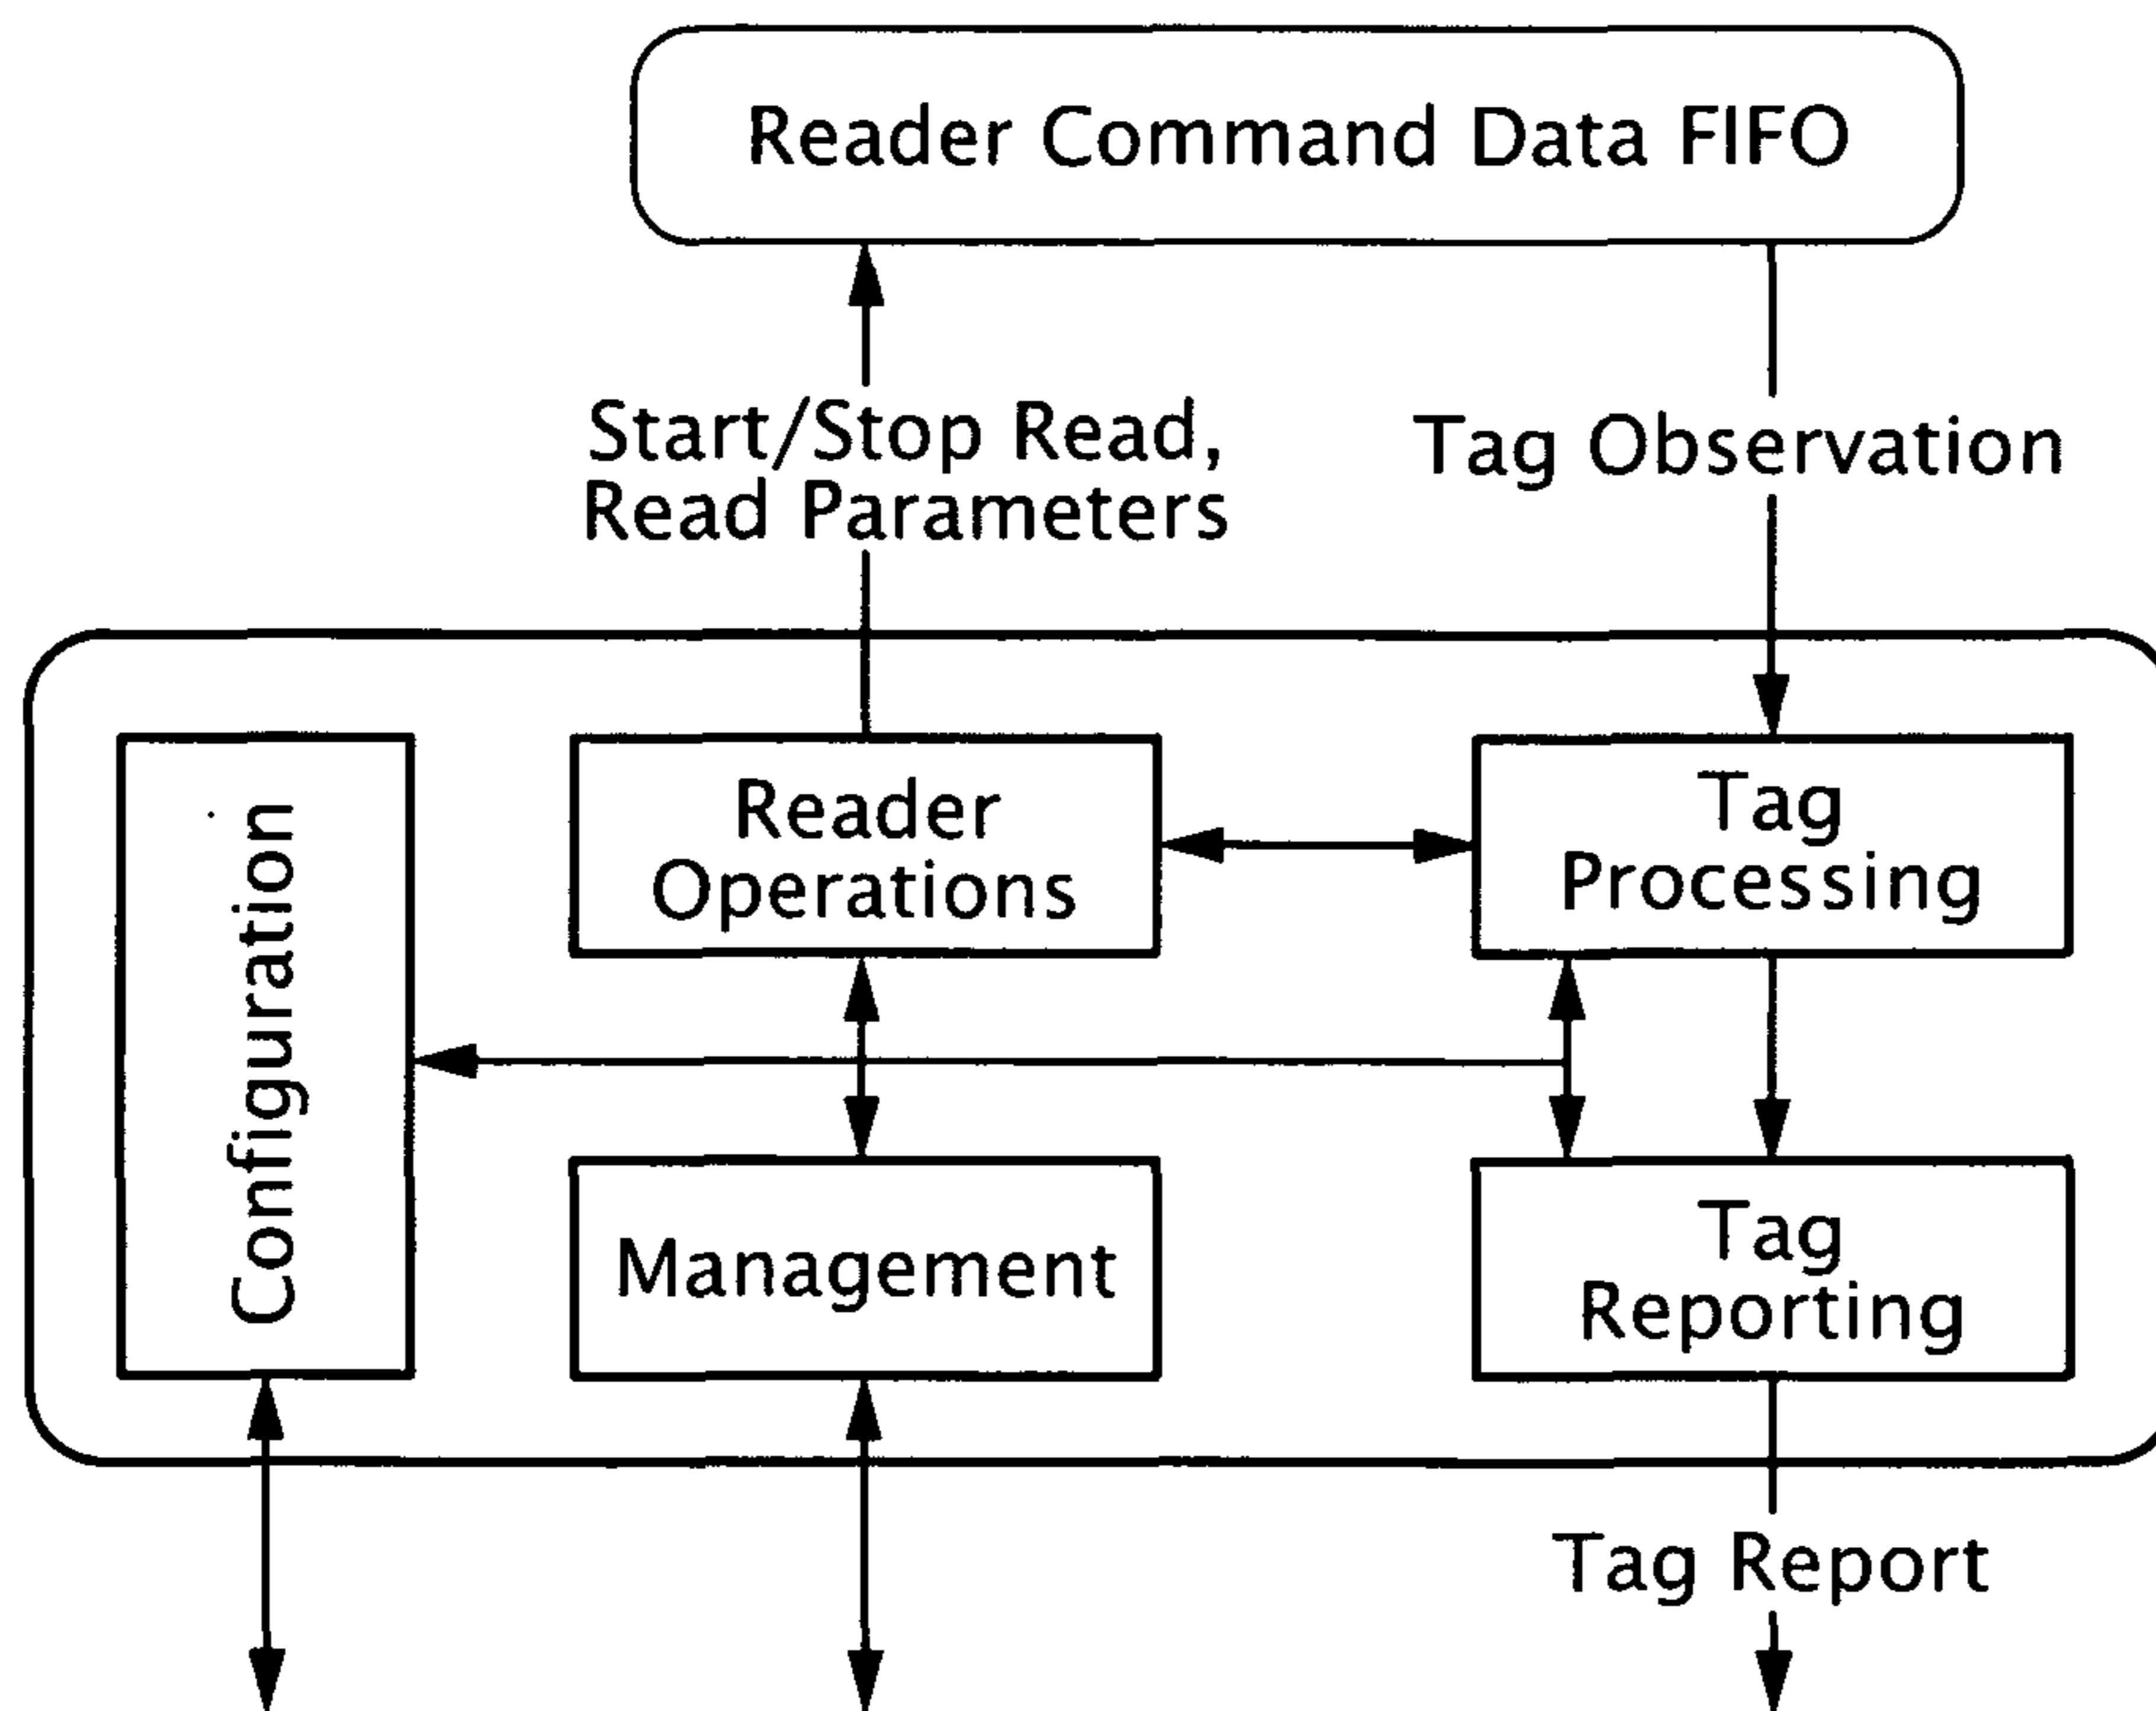 Reader Command Data FIFO
Start/Stop Read,
Read Parameters
Tag Observation
Configuration
Reader
Operations
Tag
Processing
Management
Tag
Reporting
Tag Report